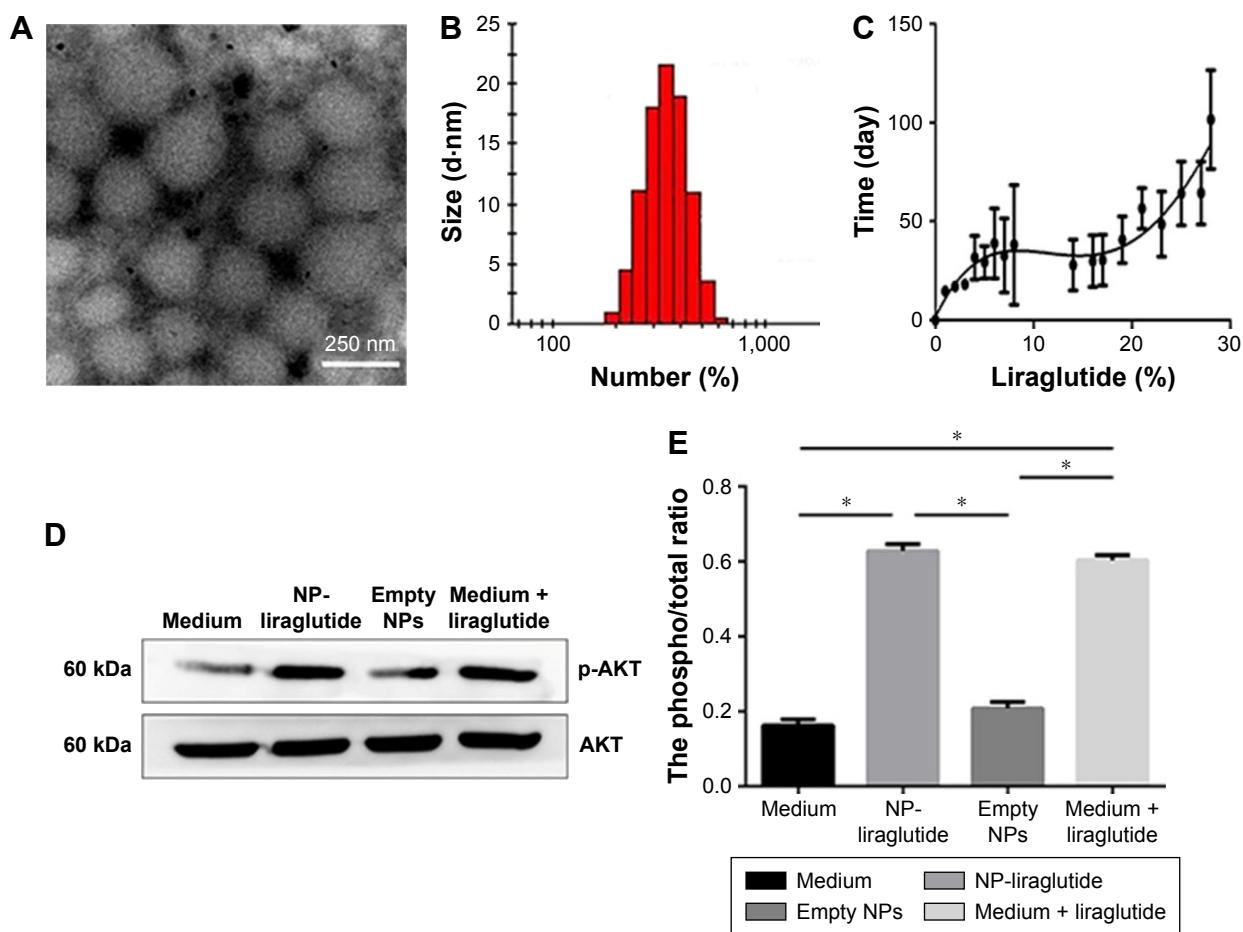 A
250 nm
B
25
20
15
10
5
0
Size (d·nm)
100
1,000
Number (%)
C
150
100
50
0
Time (day)
0
10
20
30
Liraglutide (%)
D
Medium
NP-
liraglutide
Empty
NPs
Medium +
liraglutide
60 kDa
p-AKT
60 kDa
AKT
E
*
*
*
*
The phospho/total ratio
0.8
0.6
0.4
0.2
0.0
Medium
NP-
liraglutide
Empty
NPs
Medium +
liraglutide
Medium
NP-liraglutide
Empty NPs
Medium + liraglutide